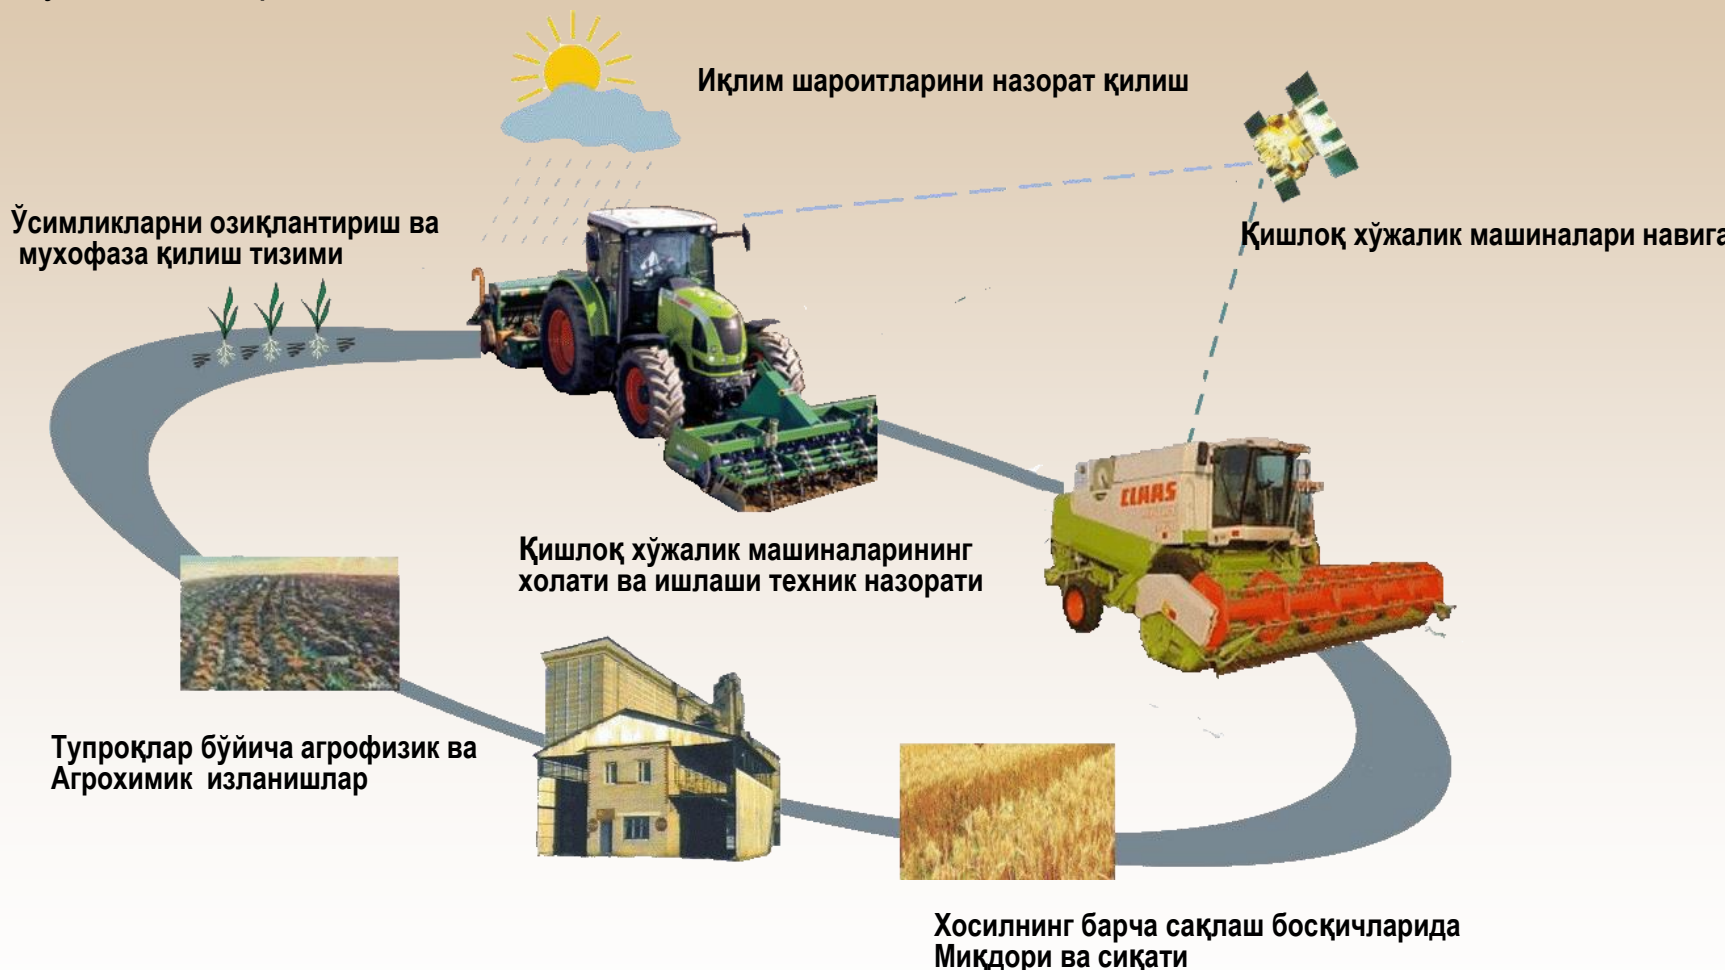 Иқлим шароитларини назорат қилиш
Ўсимликларни озиқлантириш ва
мухофаза қилиш тизими
Қишлоқ хўжалик машиналари навига
CLAAS
Қишлоқ хўжалик машиналарининг
холати ва ишлаши техник назорати
Тупроқлар бўйича агрофизик ва
Агрохимик изланишлар
Хосилнинг барча сақлаш босқичларида
Миқдори ва сиқати